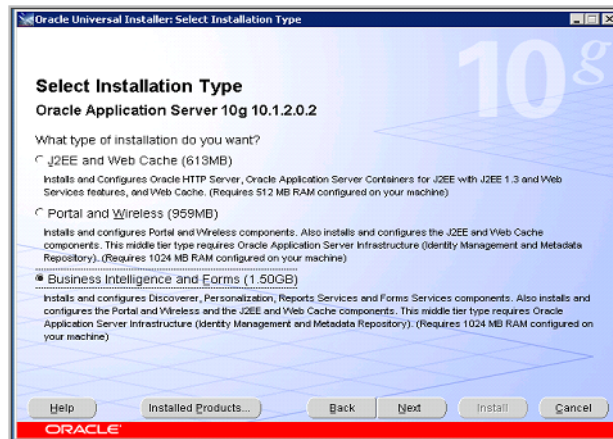 Oracle Universal Installer: Select Installation Type
10g
Select Installation Type
Oracle Application Server 10g 10.1.2.0.2
What type of installation do you want?
J2EE and Web Cache (613MB)
Installs and Configures Oracle HTTP Server, Oracle Application Server Containers for J2EE with J2EE 1.3 and Web
Services features, and Web Cache. (Requires 512 MB RAM configured on your machine)
Portal and Wireless (959MB)
Installs and configures Portal and Wireless components. Also installs and configures the J2EE and Web Cache
components. This middle tier type requires Oracle Application Server Infrastructure (Identity Management and Metadata
Repository). (Requires 1024 MB RAM configured on your machine)
Business Intelligence and Forms (1.50GB)
Installs and configures Discoverer, Personalization, Reports Services and Forms Services components. Also installs and
configures the Portal and Wireless and the J2EE and Web Cache components. This middle tier type requires Oracle
Application Server Infrastructure (Identity Management and Metadata Repository). (Requires 1024 MB RAM configured on
your machine)
Help Installed Products... Back Next Install Cancel
ORACLE